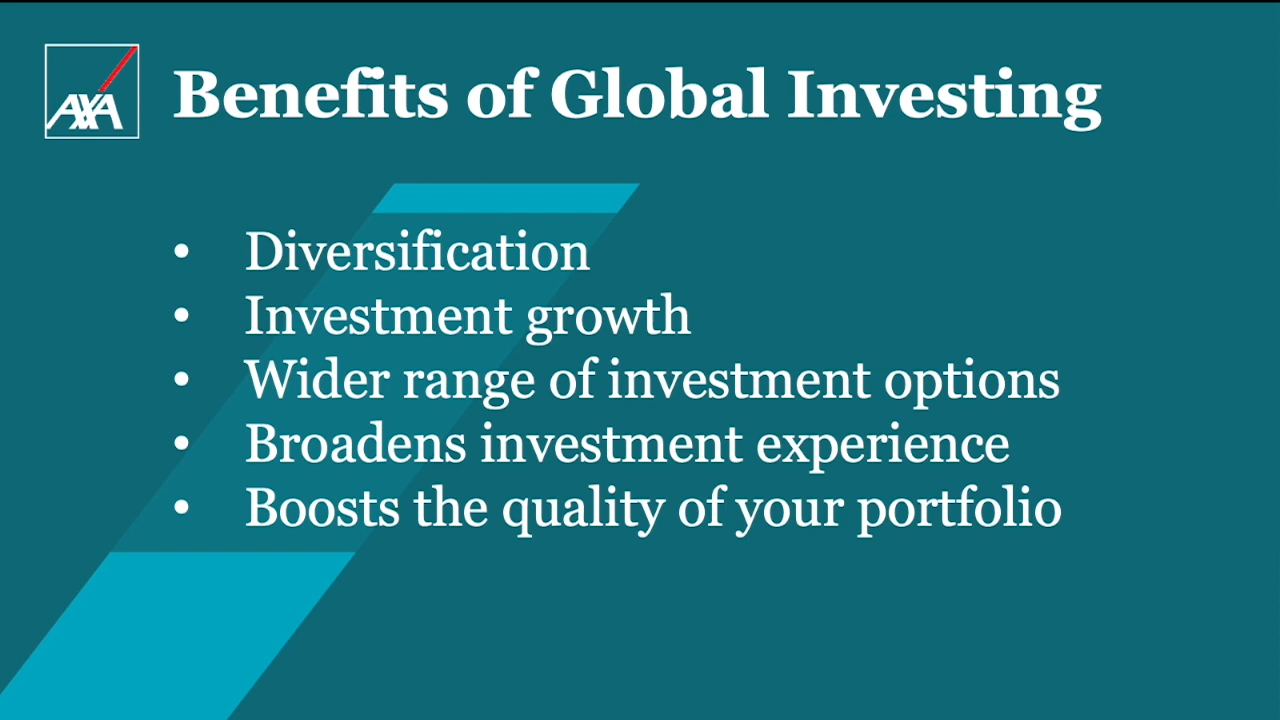 AXA
Benefits of Global Investing
• Diversification
• Investment growth
• Wider range of investment options
• Broadens investment experience
• Boosts the quality of your portfolio